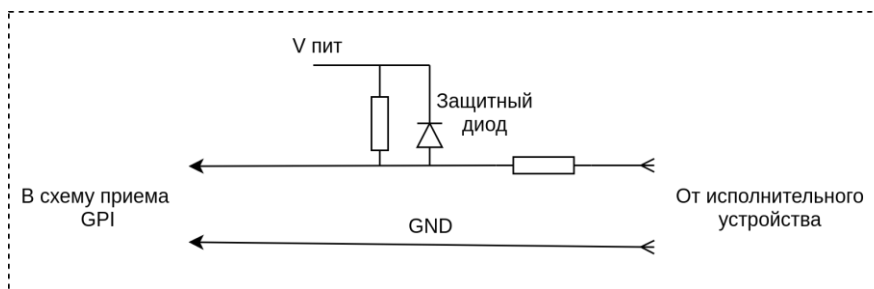 V пит
Защитный
диод
В схему приема
GPI
GND
От исполнительного
устройства